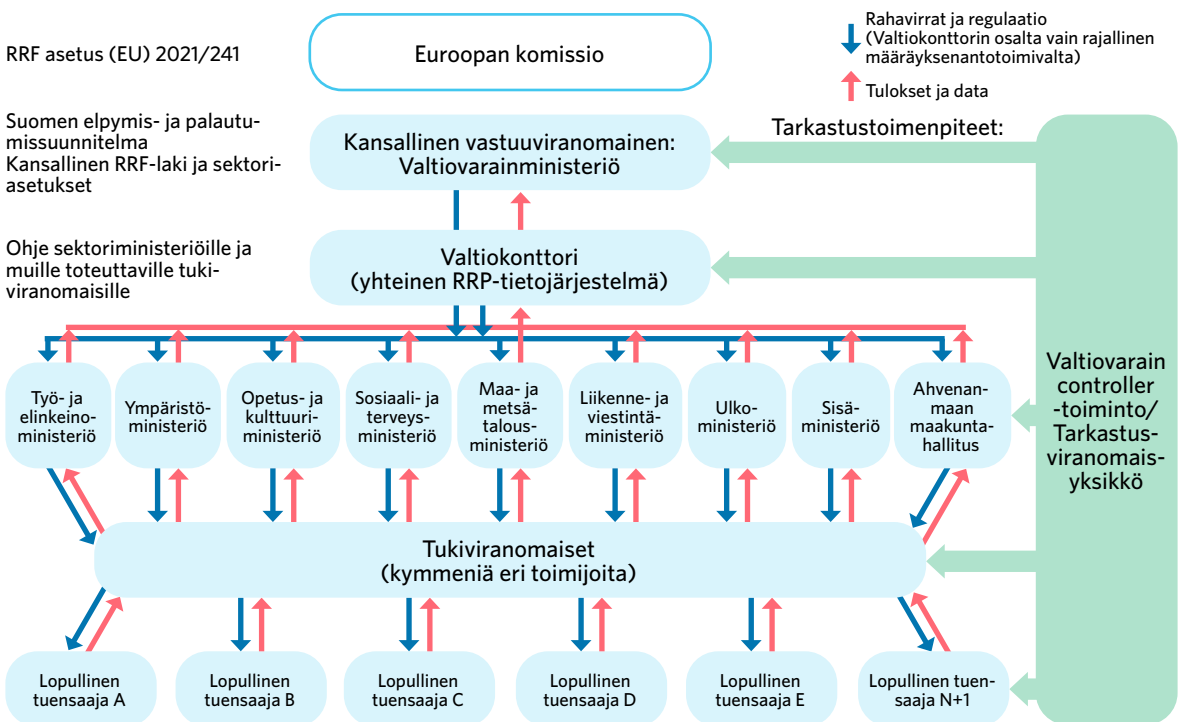 RRF asetus (EU) 2021/241
Euroopan komissio
Rahavirrat ja regulaatio
(Valtiokonttorin osalta vain rajallinen
määräyksenantotoimivalta)
Tulokset ja data
Suomen elpymis- ja palautu-
missuunnitelma
Kansallinen RRF-laki ja sektori-
asetukset
Kansallinen vastuuviranomainen:
Valtiovarainministeriö
Tarkastustoimenpiteet:
Ohje sektoriministeriöille ja
muille toteuttaville tuki-
viranomaisille
Valtiokonttori
(yhteinen RRP-tietojärjestelmä)
Työ- ja
elinkeino-
ministeriö
Ympäristö-
ministeriö
Opetus- ja
kulttuuri-
ministeriö
Sosiaali- ja
terveys-
ministeriö
Maa- ja
metsä-
talous-
ministeriö
Liikenne- ja
viestintä-
ministeriö
Ulko-
ministeriö
Sisä-
ministeriö
Ahvenan-
maan
maakunta-
hallitus
Valtiovarain
controller
-toiminto/
Tarkastus-
viranomais-
yksikkö
Tukiviranomaiset
(kymmeniä eri toimijoita)
Lopullinen
tuensaaja A
Lopullinen
tuensaaja B
Lopullinen
tuensaaja C
Lopullinen
tuensaaja D
Lopullinen
tuensaaja E
Lopullinen tuen-
saaja N+1